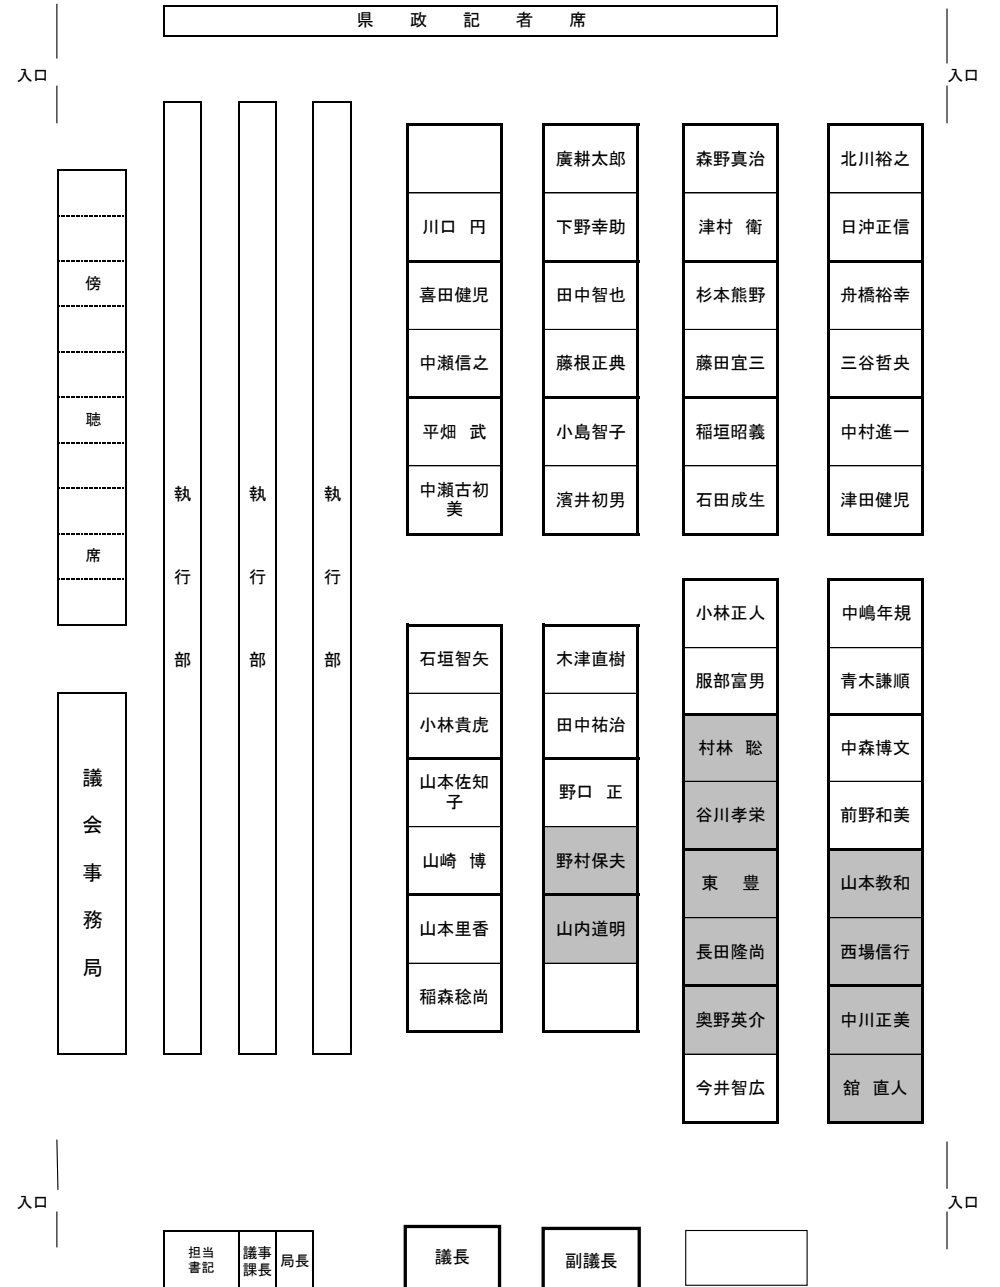 県政記者席
入口
入口
傍
聴
席
議
会
事
務
局
執
行
部
執
行
部
執
行
部
川口 円
喜田健児
中瀬信之
平畑 武
中瀬古初
美
廣耕太郎
下野幸助
田中智也
藤根正典
小島智子
濱井初男
森野真治
津村 衛
杉本熊野
藤田宜三
稲垣昭義
石田成生
北川裕之
日沖正信
舟橋裕幸
三谷哲央
中村進一
津田健児
石垣智矢
小林貴虎
山本佐知
子
山崎 博
山本里香
稲森稔尚
木津直樹
田中祐治
野口 正
野村保夫
山内道明
小林正人
服部富男
村林 聡
谷川孝栄
東 豊
長田隆尚
奥野英介
今井智広
中嶋年規
青木謙順
中森博文
前野和美
山本教和
西場信行
中川正美
舘 直人
入口
入口
担当
書記
議事
課長
局長
議長
副議長